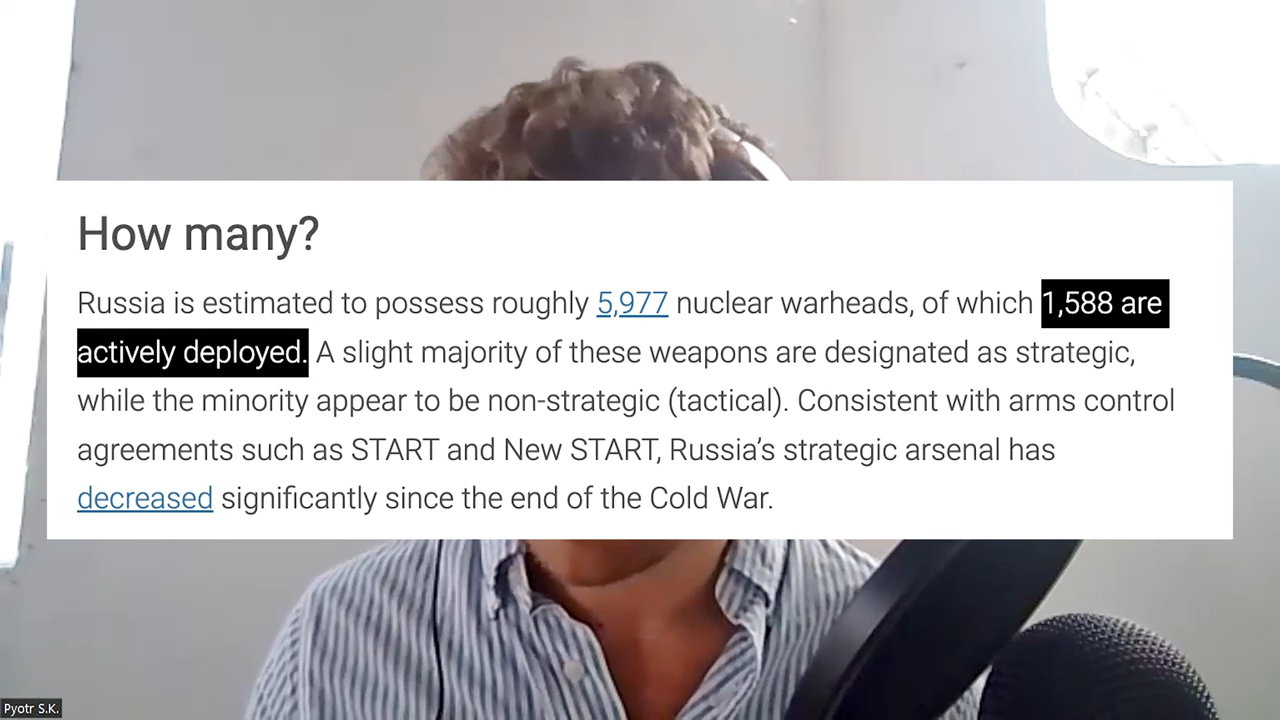 How many?
Russia is estimated to possess roughly 5,977 nuclear warheads, of which 1,588 are
actively deployed. A slight majority of these weapons are designated as strategic,
while the minority appear to be non-strategic (tactical). Consistent with arms control
agreements such as START and New START, Russia’s strategic arsenal has
decreased significantly since the end of the Cold War.
Pyotr S.K.